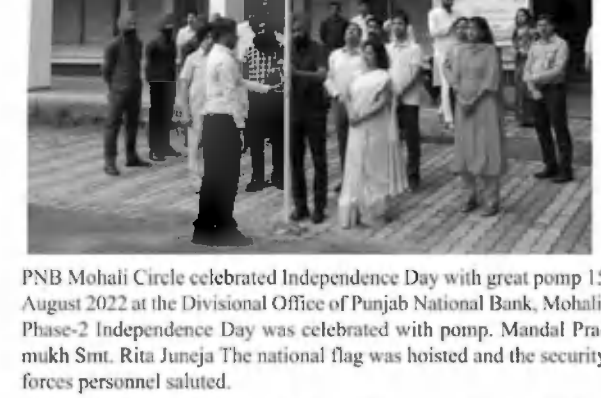 PNB Mohali Circle celebrated Independence Day with great pomp 15
August 2022 at the Divisional Office of Punjab National Bank, Mohali
Phase-2 Independence Day was celebrated with pomp. Mandal Pra-
mukh Smt. Rita Juneja The national flag was hoisted and the security
forces personnel saluted.